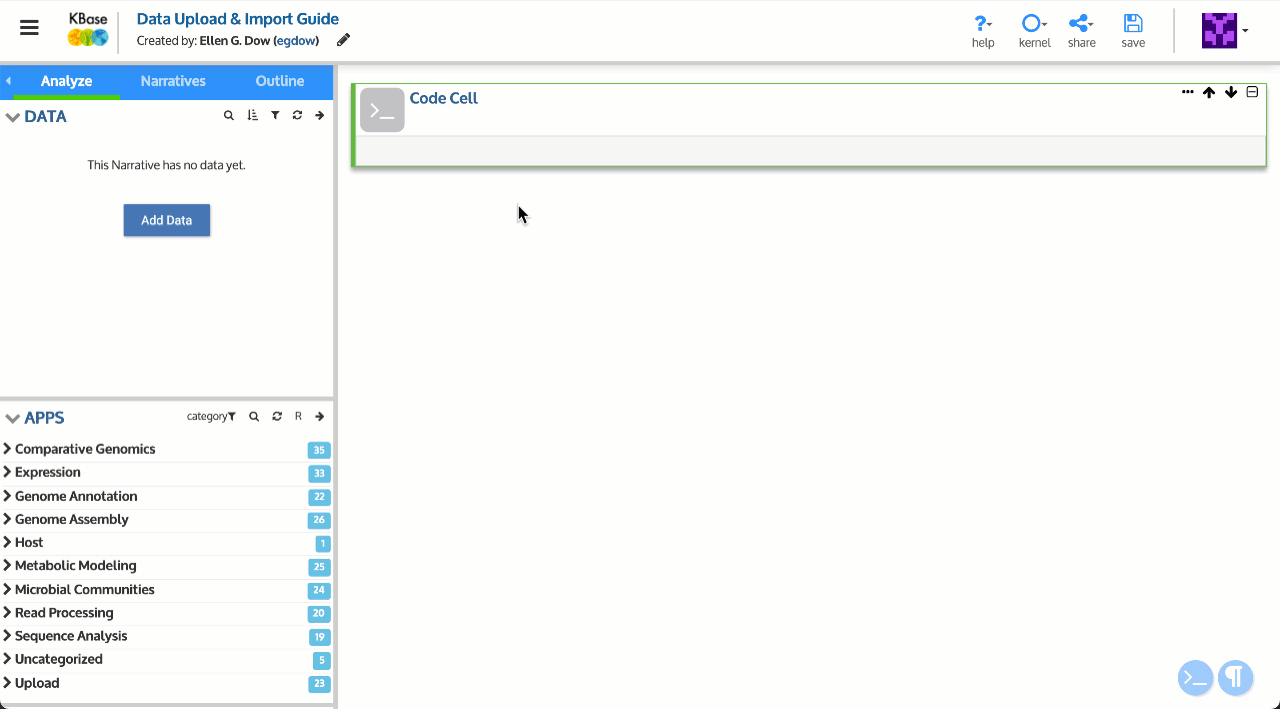 KBase
Data Upload & Import Guide
Created by: Ellen G. Dow (egdow)
help
kernel
share
save
Analyze
Narratives
Outline
DATA
This Narrative has no data yet.
Add Data
Code Cell
APPS
category
R
Comparative Genomics 35
Expression 33
Genome Annotation 22
Genome Assembly 26
Host 1
Metabolic Modeling 25
Microbial Communities 24
Read Processing 20
Sequence Analysis 19
Uncategorized 5
Upload 23